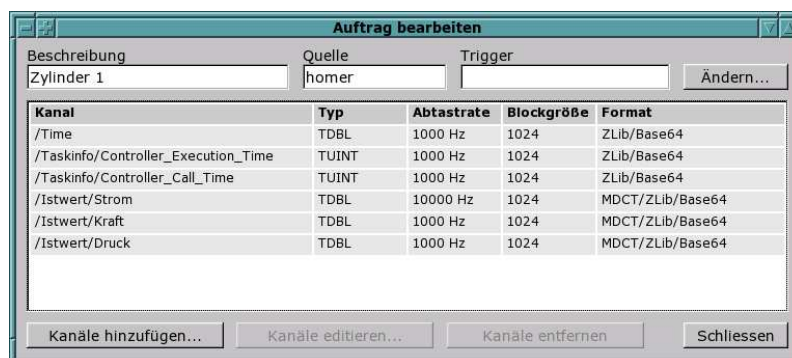 Auftrag bearbeiten
Beschreibung Quelle Trigger
Zylinder 1 homer Ändern...
Kanal Typ Abtastrate Blockgröße Format
/Time TDBL 1000 Hz 1024 ZLib/Base64
/Taskinfo/Controller_Execution_Time TUINT 1000 Hz 1024 ZLib/Base64
/Taskinfo/Controller_Call_Time TUINT 1000 Hz 1024 ZLib/Base64
/Istwert/Strom TDBL 10000 Hz 1024 MDCT/ZLib/Base64
/Istwert/Kraft TDBL 1000 Hz 1024 MDCT/ZLib/Base64
/Istwert/Druck TDBL 1000 Hz 1024 MDCT/ZLib/Base64
Kanäle hinzufügen... Kanäle editieren... Kanäle entfernen Schliessen